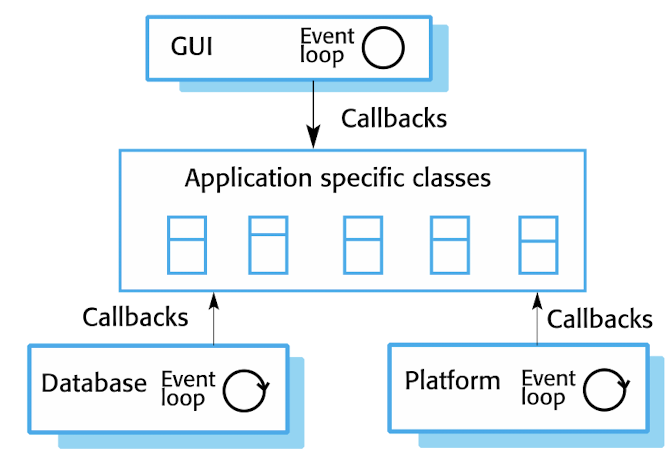 GUI
Event
loop
Callbacks
Application specific classes
Callbacks
Callbacks
Database
Event
loop
Platform
Event
loop